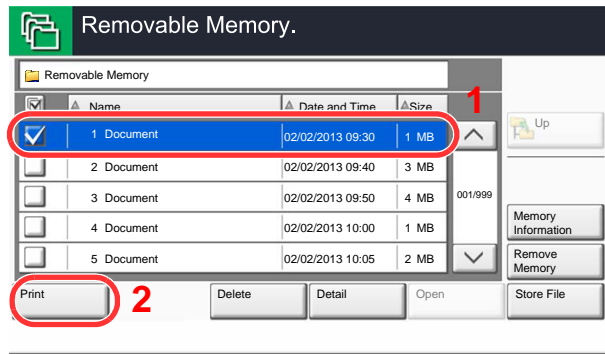 Removable Memory.
Removable Memory
Name Date and Time Size 1
1 Document 02/02/2013 09:30 1 MB
Up
2 Document 02/02/2013 09:40 3 MB
3 Document 02/02/2013 09:50 4 MB 001/999
4 Document 02/02/2013 10:00 1 MB
Memory
Information
5 Document 02/02/2013 10:05 2 MB
Remove
Memory
Print 2 Delete Detail Open Store File